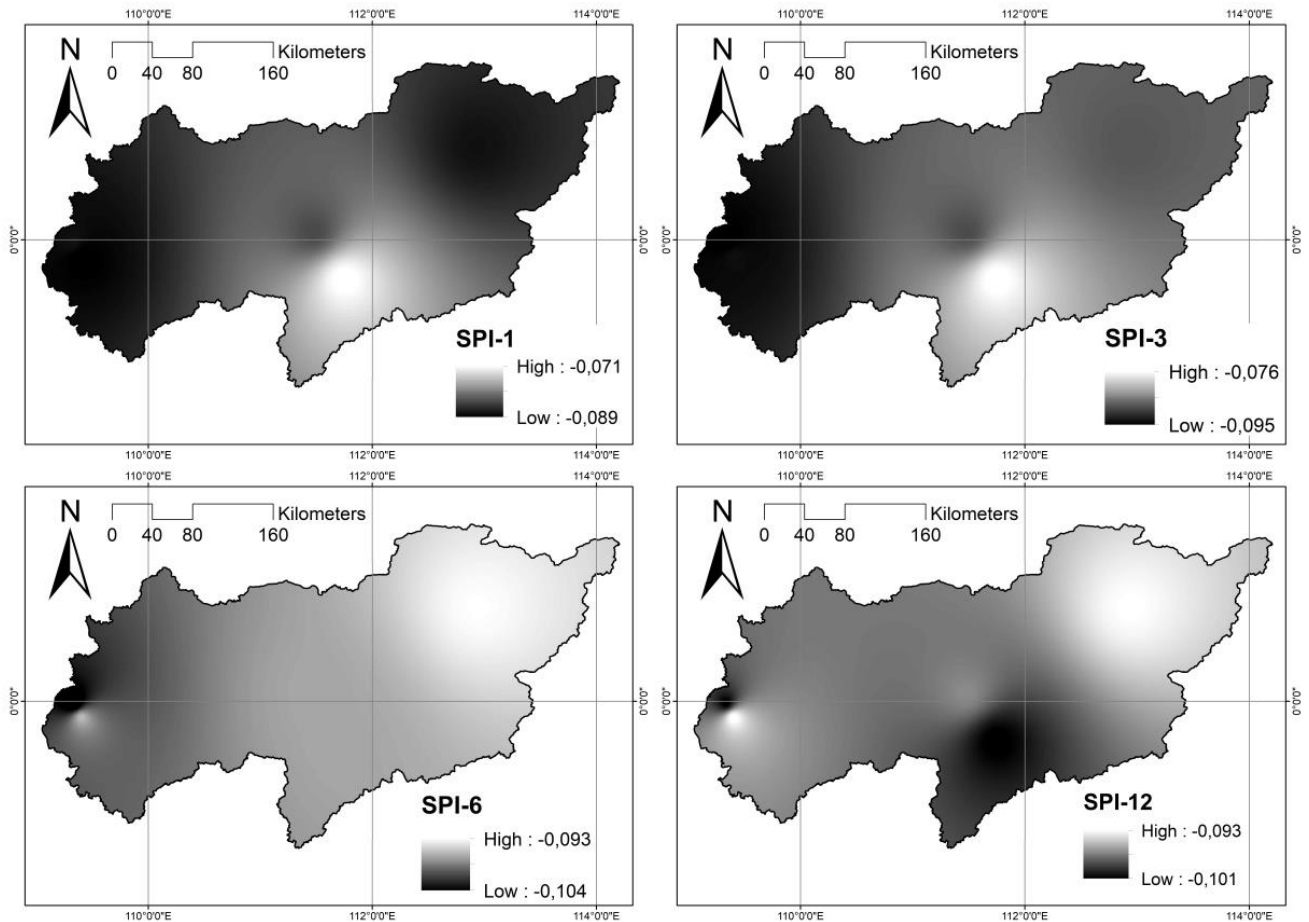 110°0'0"E 112°0'0"E 114°0'0"E 110°0'0"E 112°0'0"E 114°0'0"E
N Kilometers N Kilometers
0 40 80 160 0 40 80 160
0°0'0" 0°0'0"
SPI-1 SPI-3
High : -0,071 High : -0,076
Low : -0,089 Low : -0,095
110°0'0"E 112°0'0"E 114°0'0"E 110°0'0"E 112°0'0"E 114°0'0"E
110°0'0"E 112°0'0"E 114°0'0"E 110°0'0"E 112°0'0"E 114°0'0"E
N Kilometers N Kilometers
0 40 80 160 0 40 80 160
0°0'0" 0°0'0"
SPI-6 SPI-12
High : -0,093 High : -0,093
Low : -0,104 Low : -0,101
110°0'0"E 112°0'0"E 114°0'0"E 110°0'0"E 112°0'0"E 114°0'0"E